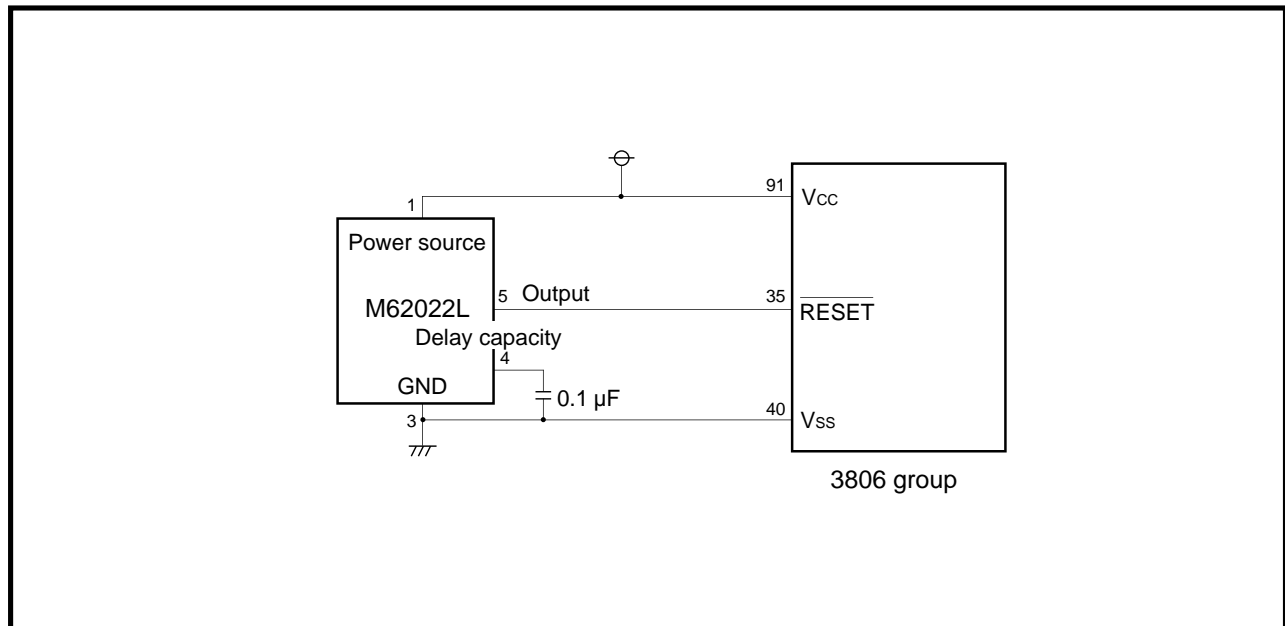 91
VCC
1
Power source
5 Output
35
RESET
M62022L
Delay capacity
4
GND
0.1 µF
3
40
VSS
3806 group